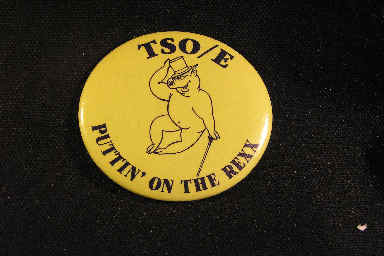 TSO/E
PUTTIN' ON THE REXX